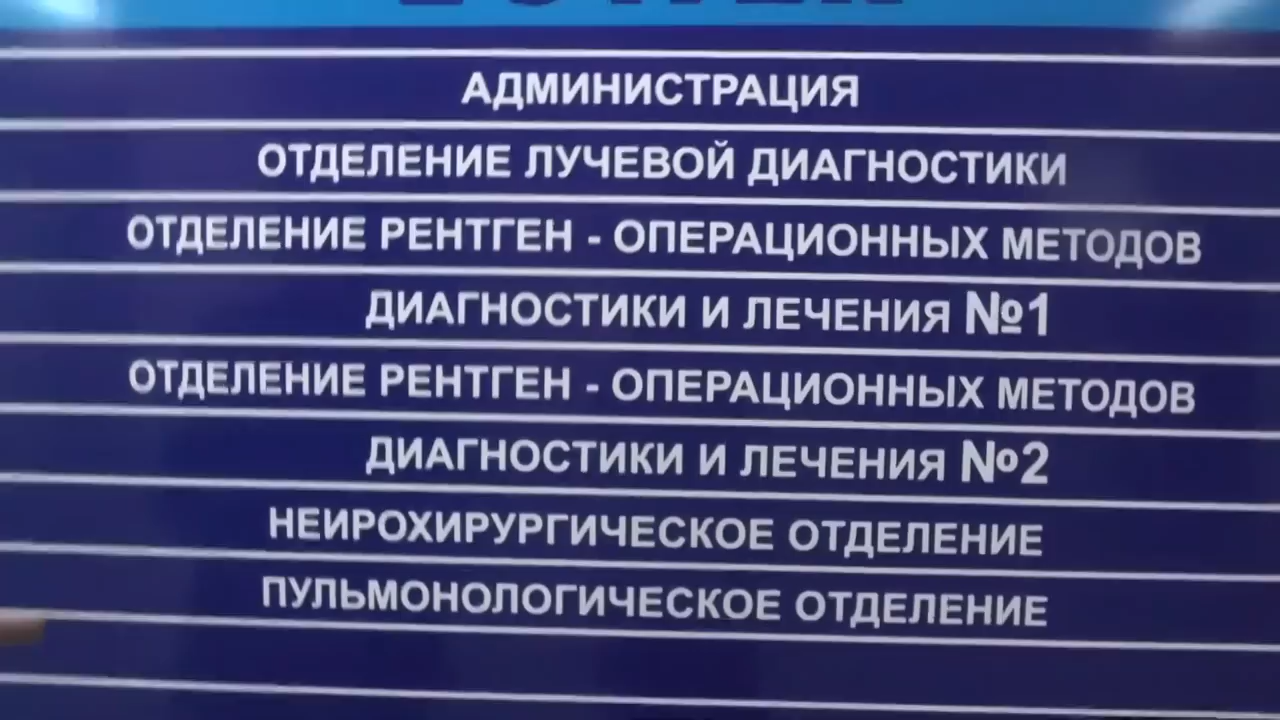 АДМИНИСТРАЦИЯ
ОТДЕЛЕНИЕ ЛУЧЕВОЙ ДИАГНОСТИКИ
ОТДЕЛЕНИЕ РЕНТГЕН - ОПЕРАЦИОННЫХ МЕТОДОВ
ДИАГНОСТИКИ И ЛЕЧЕНИЯ №1
ОТДЕЛЕНИЕ РЕНТГЕН - ОПЕРАЦИОННЫХ МЕТОДОВ
ДИАГНОСТИКИ И ЛЕЧЕНИЯ №2
НЕИРОХИРУРГИЧЕСКОЕ ОТДЕЛЕНИЕ
ПУЛЬМОНОЛОГИЧЕСКОЕ ОТДЕЛЕНИЕ